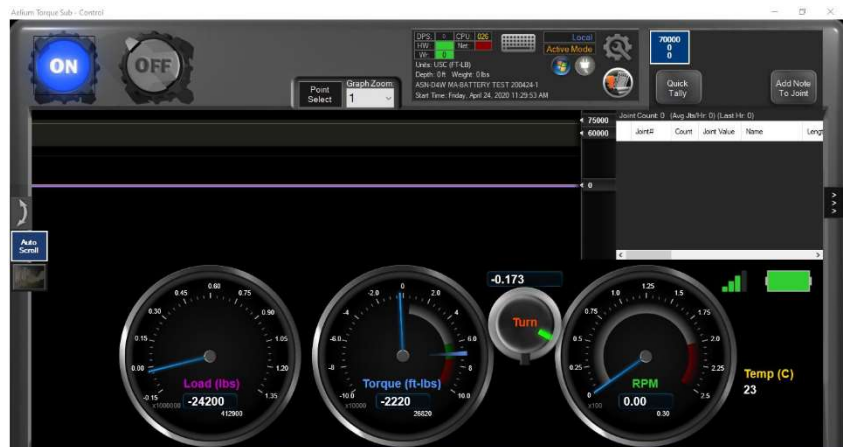 Aelium Torque Sub - Control
ON
OFF
Point
Select
Graph Zoom:
1
DPS: 0 CPU: 026
HW: Net:
Wr: 0
Local
Active Mode
Units: USC (FT-LB)
Depth: 0ft Weight: 0lbs
ASN-D4W MA-BATTERY TEST 200424-1
Start Time: Friday, April 24, 2020 11:29:53 AM
70000
0
0
Quick
Tally
Add Note
To Joint
75000
60000
0
Joint Count: 0 (Avg Jts/Hr: 0) (Last Hr: 0)
Joint# Count Joint Value Name Lengt
Auto
Scroll
-0.15
0.00
0.15
0.30
0.45
0.60
0.75
0.90
1.05
1.20
1.35
Load (lbs)
x1000000
-24200
412900
-10.0
-8
-6.0
-4
-2.0
0
2.0
4
6.0
8
10.0
Torque (ft-lbs)
x10000
-2220
26820
-0.173
Turn
0
0.25
0.5
0.75
1.0
1.25
1.5
1.75
2.0
2.25
2.5
RPM
x100
0.00
0.30
Temp (C)
23